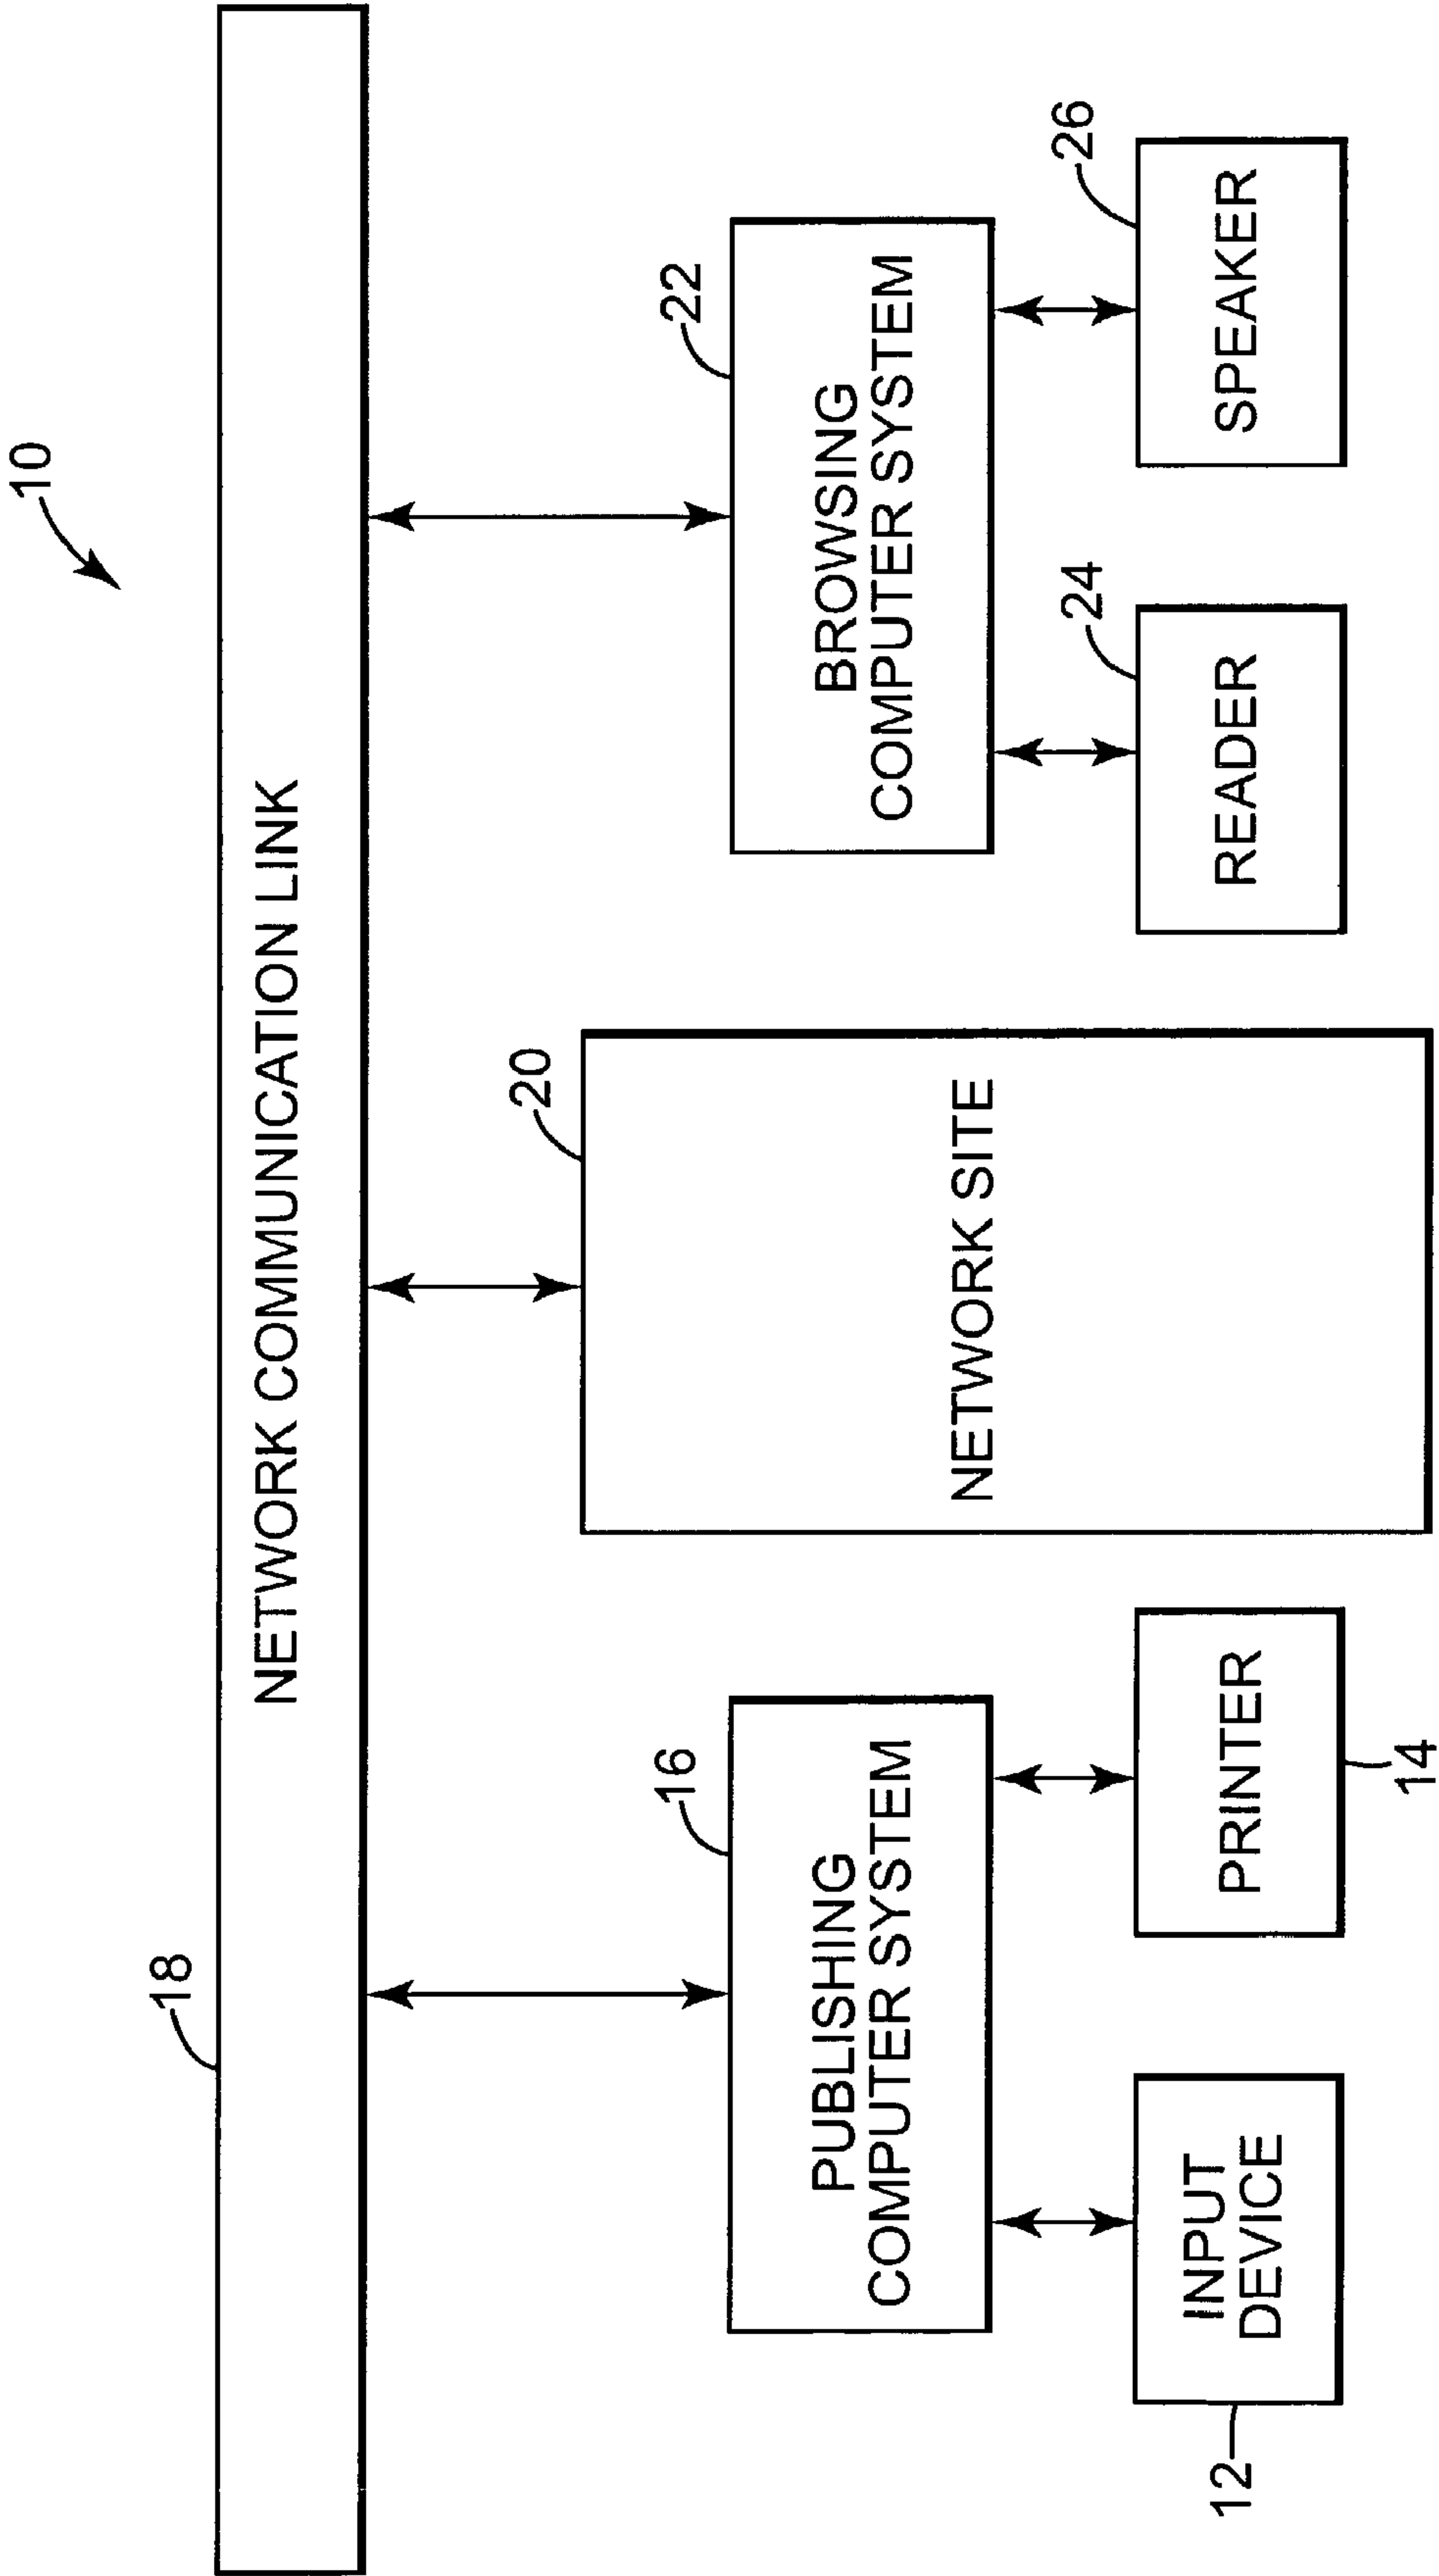 10
18
NETWORK COMMUNICATION LINK
16
20
22
PUBLISHING
COMPUTER SYSTEM
NETWORK SITE
BROWSING
COMPUTER SYSTEM
12
INPUT
DEVICE
PRINTER
14
24
READER
26
SPEAKER